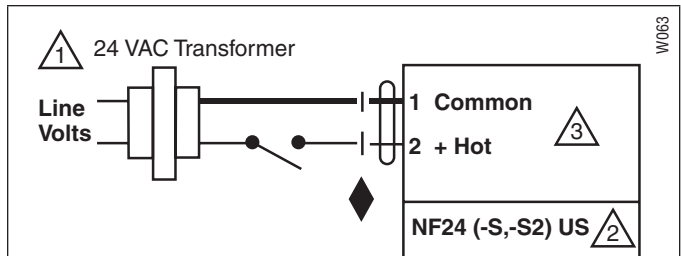 W063
1 24 VAC Transformer
Line
Volts
1 Common
2 + Hot
3
NF24 (-S,-S2) US 2